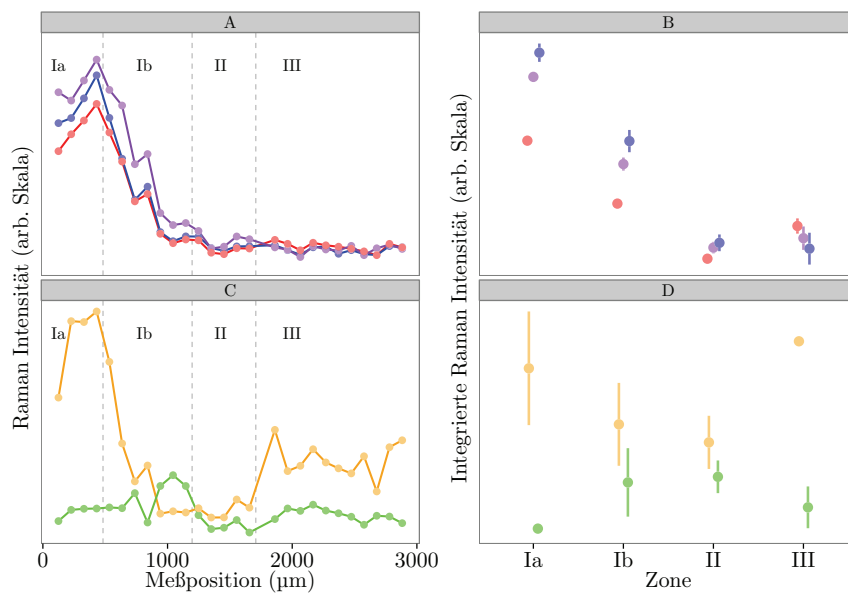 A
B
Ia
Ib
II
III
C
D
Ia
Ib
II
III
Raman Intensität (arb. Skala)
Integrierte Raman Intensität (arb. Skala)
0
1000
2000
3000
Meßposition (µm)
Ia
Ib
II
III
Zone